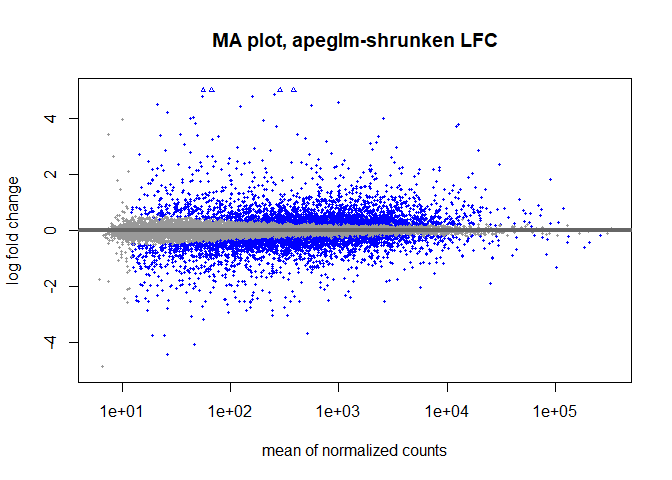 MA plot, apeglm-shrunken LFC
log fold change
4
2
0
-2
-4
1e+01 1e+02 1e+03 1e+04 1e+05
mean of normalized counts